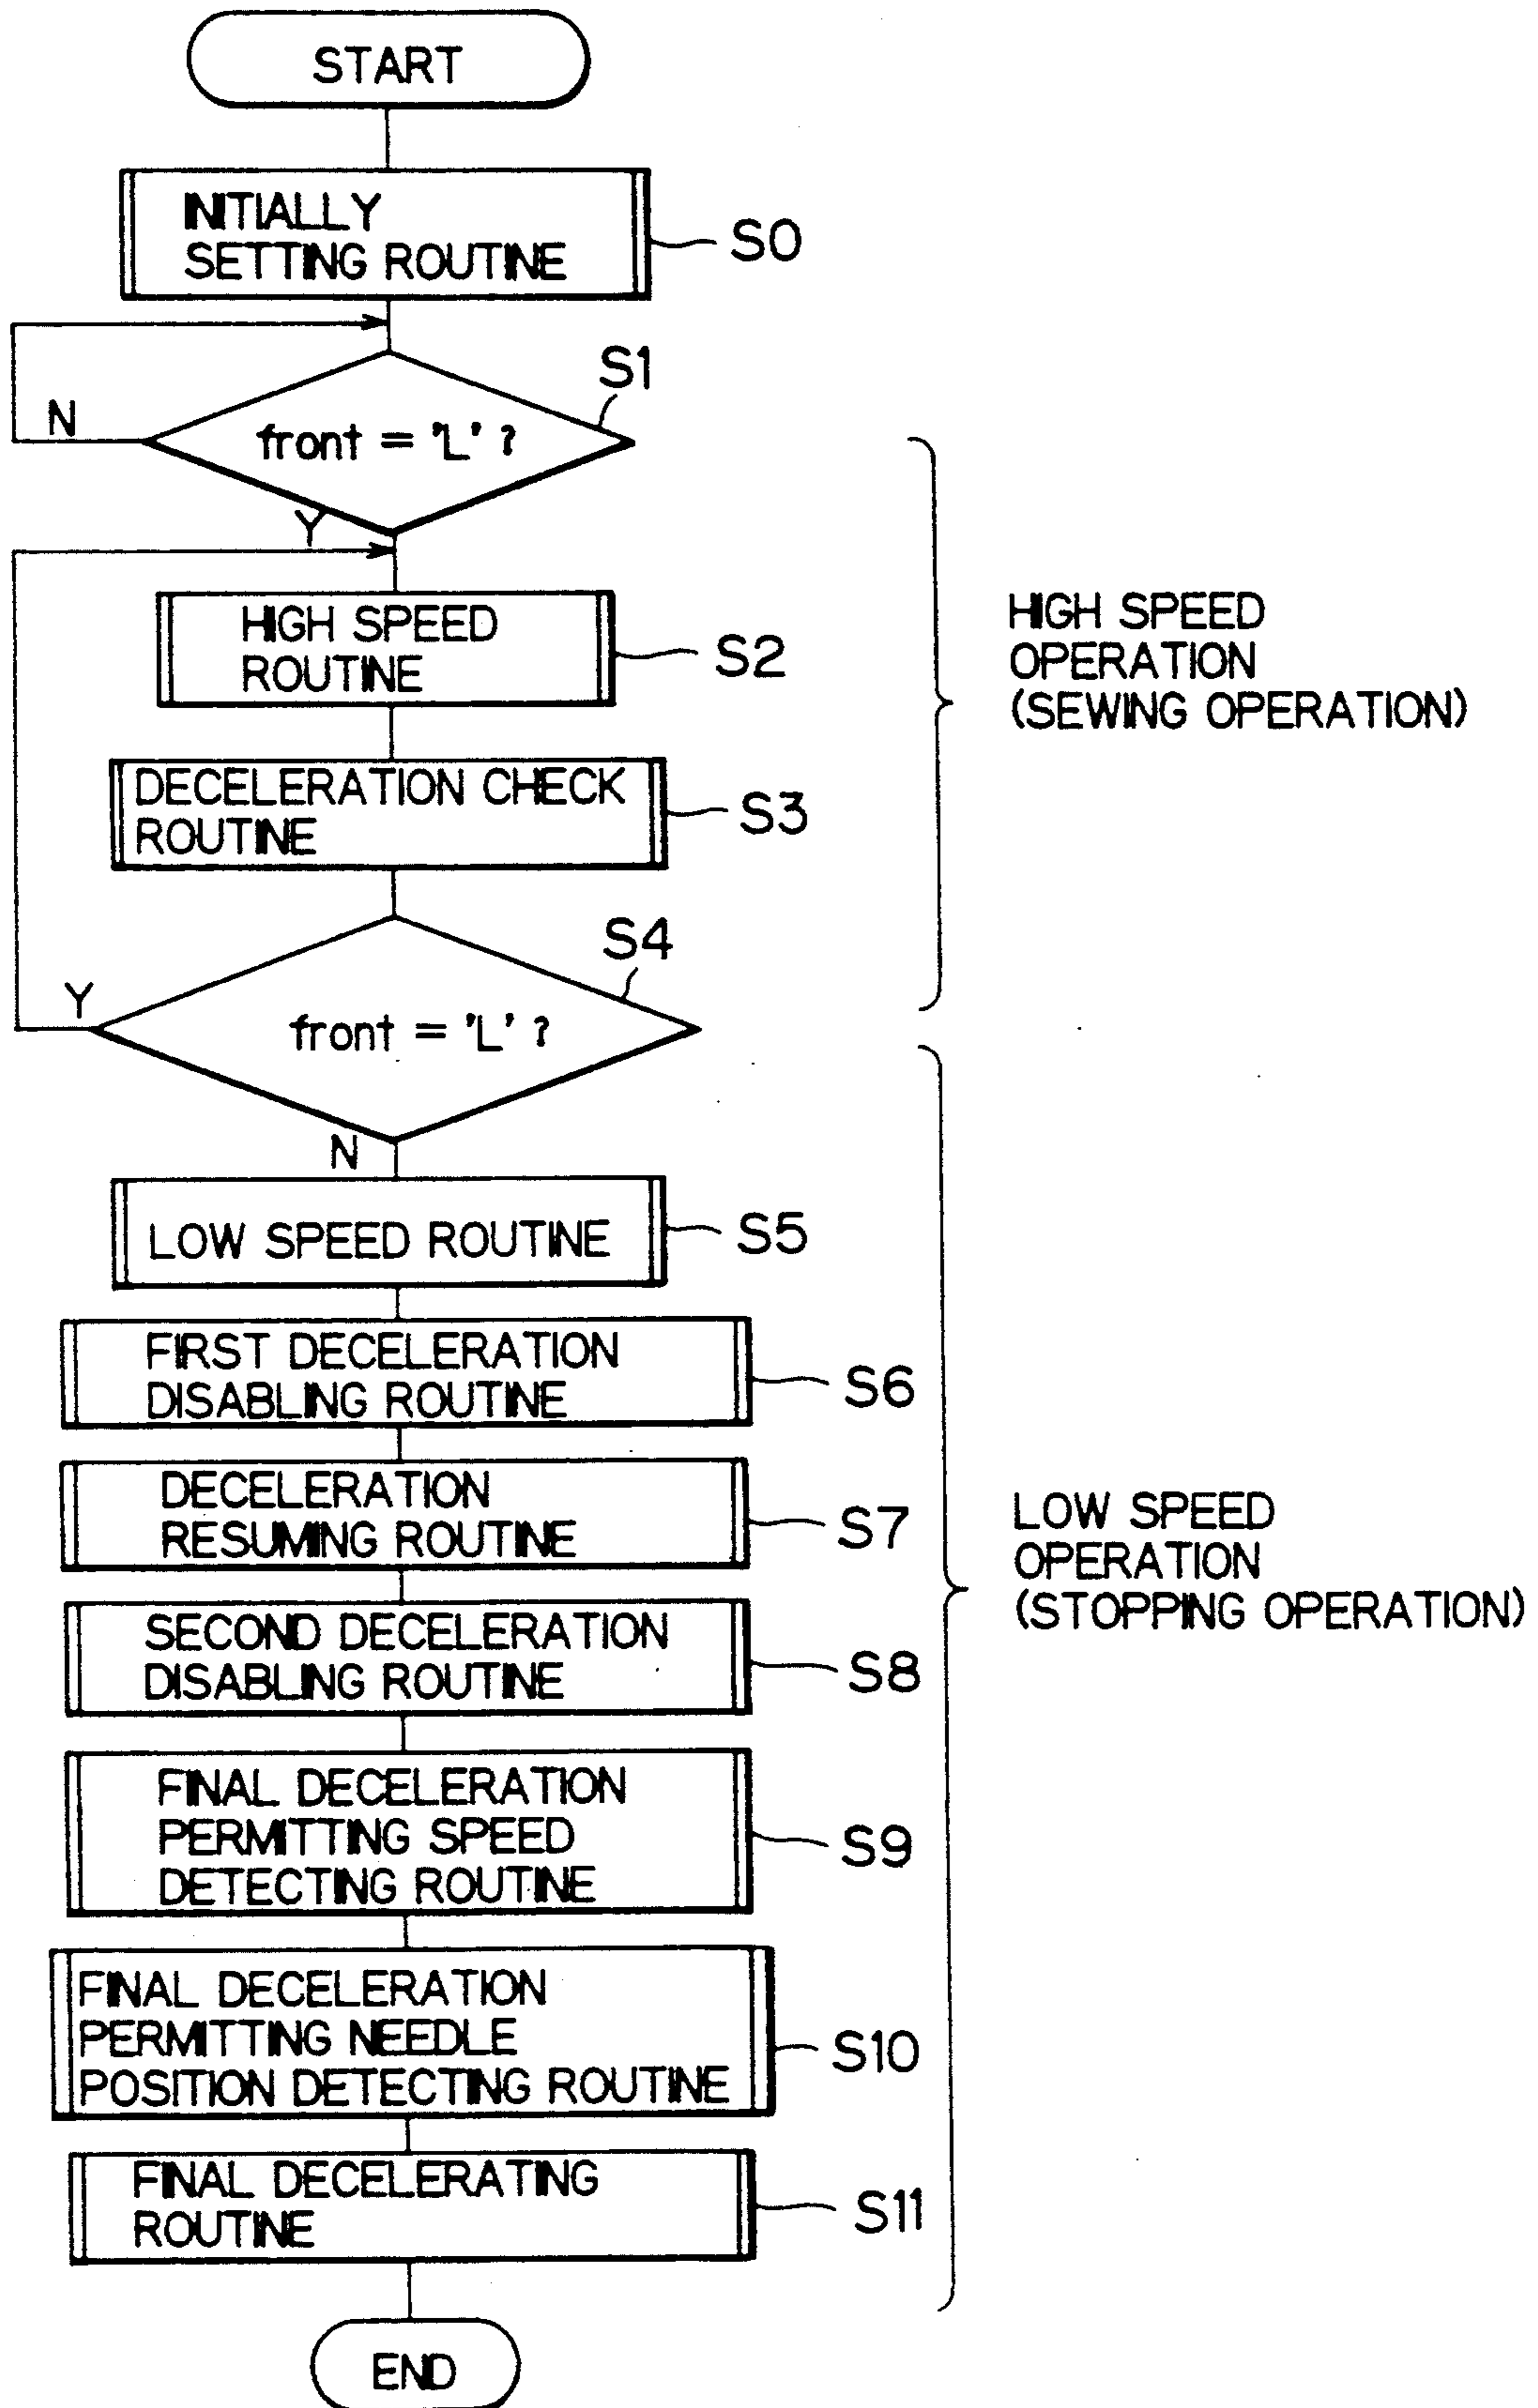 START
INITIALLY
SETTING ROUTINE
S0
S1
N
front = 'L' ?
Y
HIGH SPEED
ROUTINE
S2
DECELERATION CHECK
ROUTINE
S3
HIGH SPEED
OPERATION
(SEWING OPERATION)
S4
Y
front = 'L' ?
N
LOW SPEED ROUTINE
S5
FIRST DECELERATION
DISABLING ROUTINE
S6
DECELERATION
RESUMING ROUTINE
S7
SECOND DECELERATION
DISABLING ROUTINE
S8
LOW SPEED
OPERATION
(STOPPING OPERATION)
FINAL DECELERATION
PERMITTING SPEED
DETECTING ROUTINE
S9
FINAL DECELERATION
PERMITTING NEEDLE
POSITION DETECTING ROUTINE
S10
FINAL DECELERATING
ROUTINE
S11
END